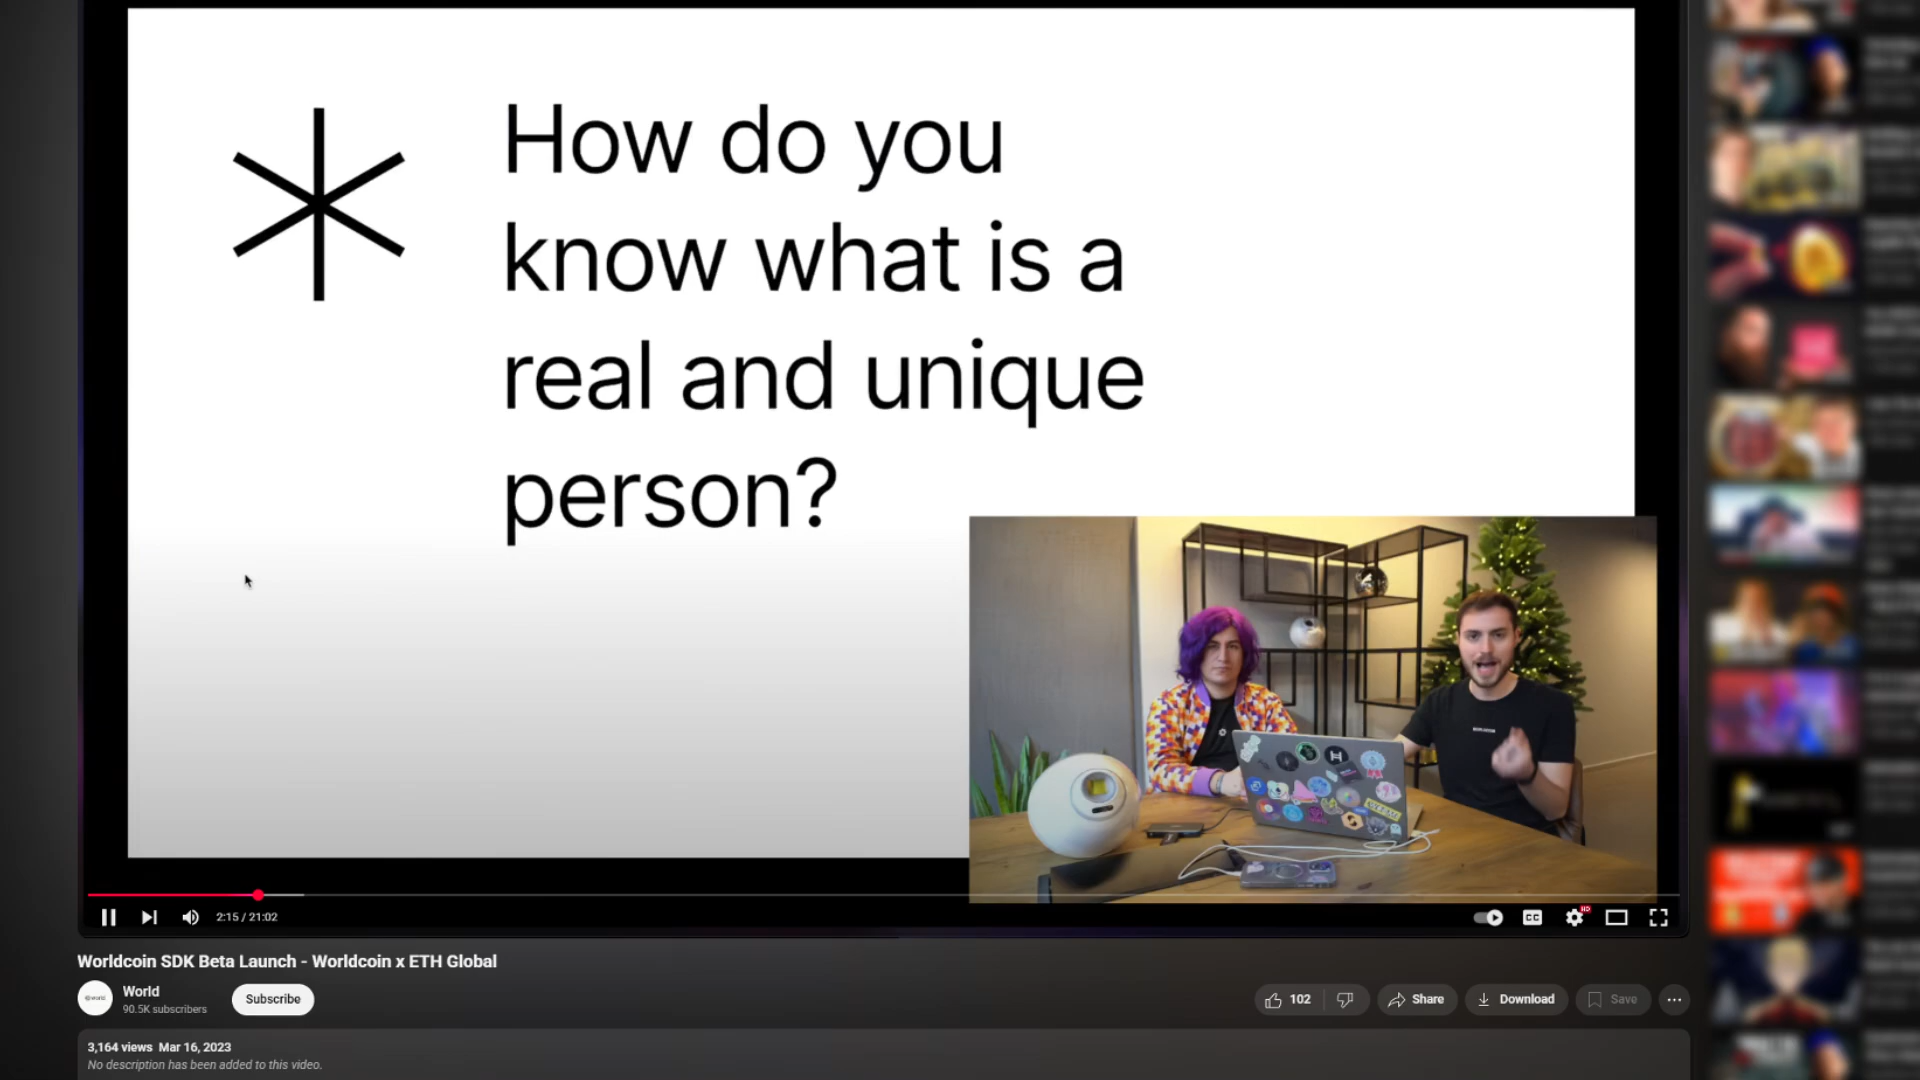 How do you
know what is a
real and unique
person?
2:15 / 21:02
CC
HD
Worldcoin SDK Beta Launch - Worldcoin x ETH Global
World
90.5K subscribers
Subscribe
102
Share
Download
Save
3,164 views Mar 16, 2023
No description has been added to this video.